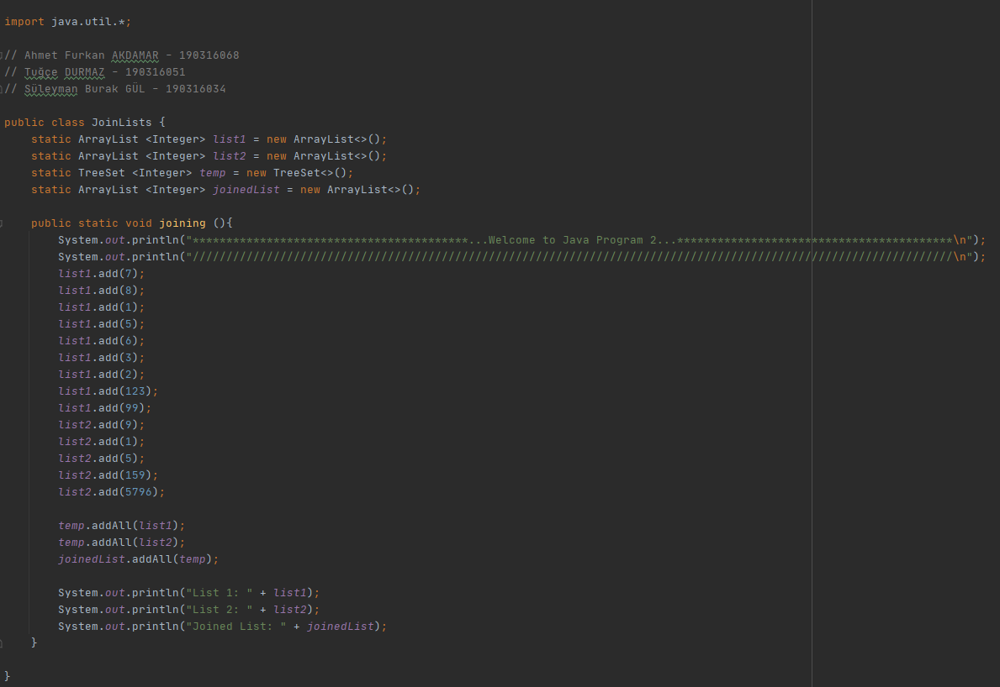 import java.util.*;
// Ahmet Furkan AKDAMAR - 190316068
// Tuğçe DURMAZ - 190316051
// Süleyman Burak GÜL - 190316034
public class JoinLists {
static ArrayList <Integer> list1 = new ArrayList<>();
static ArrayList <Integer> list2 = new ArrayList<>();
static TreeSet <Integer> temp = new TreeSet<>();
static ArrayList <Integer> joinedList = new ArrayList<>();
public static void joining (){
System.out.println("*****************************************...Welcome to Java Program 2...*****************************************\n");
System.out.println("/////////////////////////////////////////////////////////////////////////////////////////////////////////////////\n");
list1.add(7);
list1.add(8);
list1.add(1);
list1.add(5);
list1.add(6);
list1.add(3);
list1.add(2);
list1.add(123);
list1.add(99);
list2.add(9);
list2.add(1);
list2.add(5);
list2.add(159);
list2.add(5796);
temp.addAll(list1);
temp.addAll(list2);
joinedList.addAll(temp);
System.out.println("List 1: " + list1);
System.out.println("List 2: " + list2);
System.out.println("Joined List: " + joinedList);
}
}